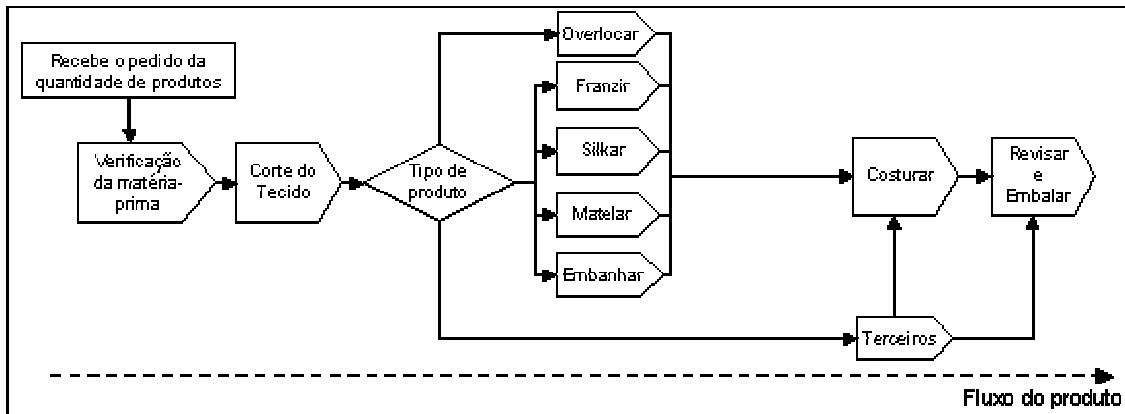 Recebe o pedido da
quantidade de produtos
Verificação
da matéria-
prima
Corte do
Tecido
Tipo de
produto
Overlocar
Franzir
Silkar
Matelar
Embanhar
Costurar
Revisar
e
Embalar
Terceiros
Fluxo do produto